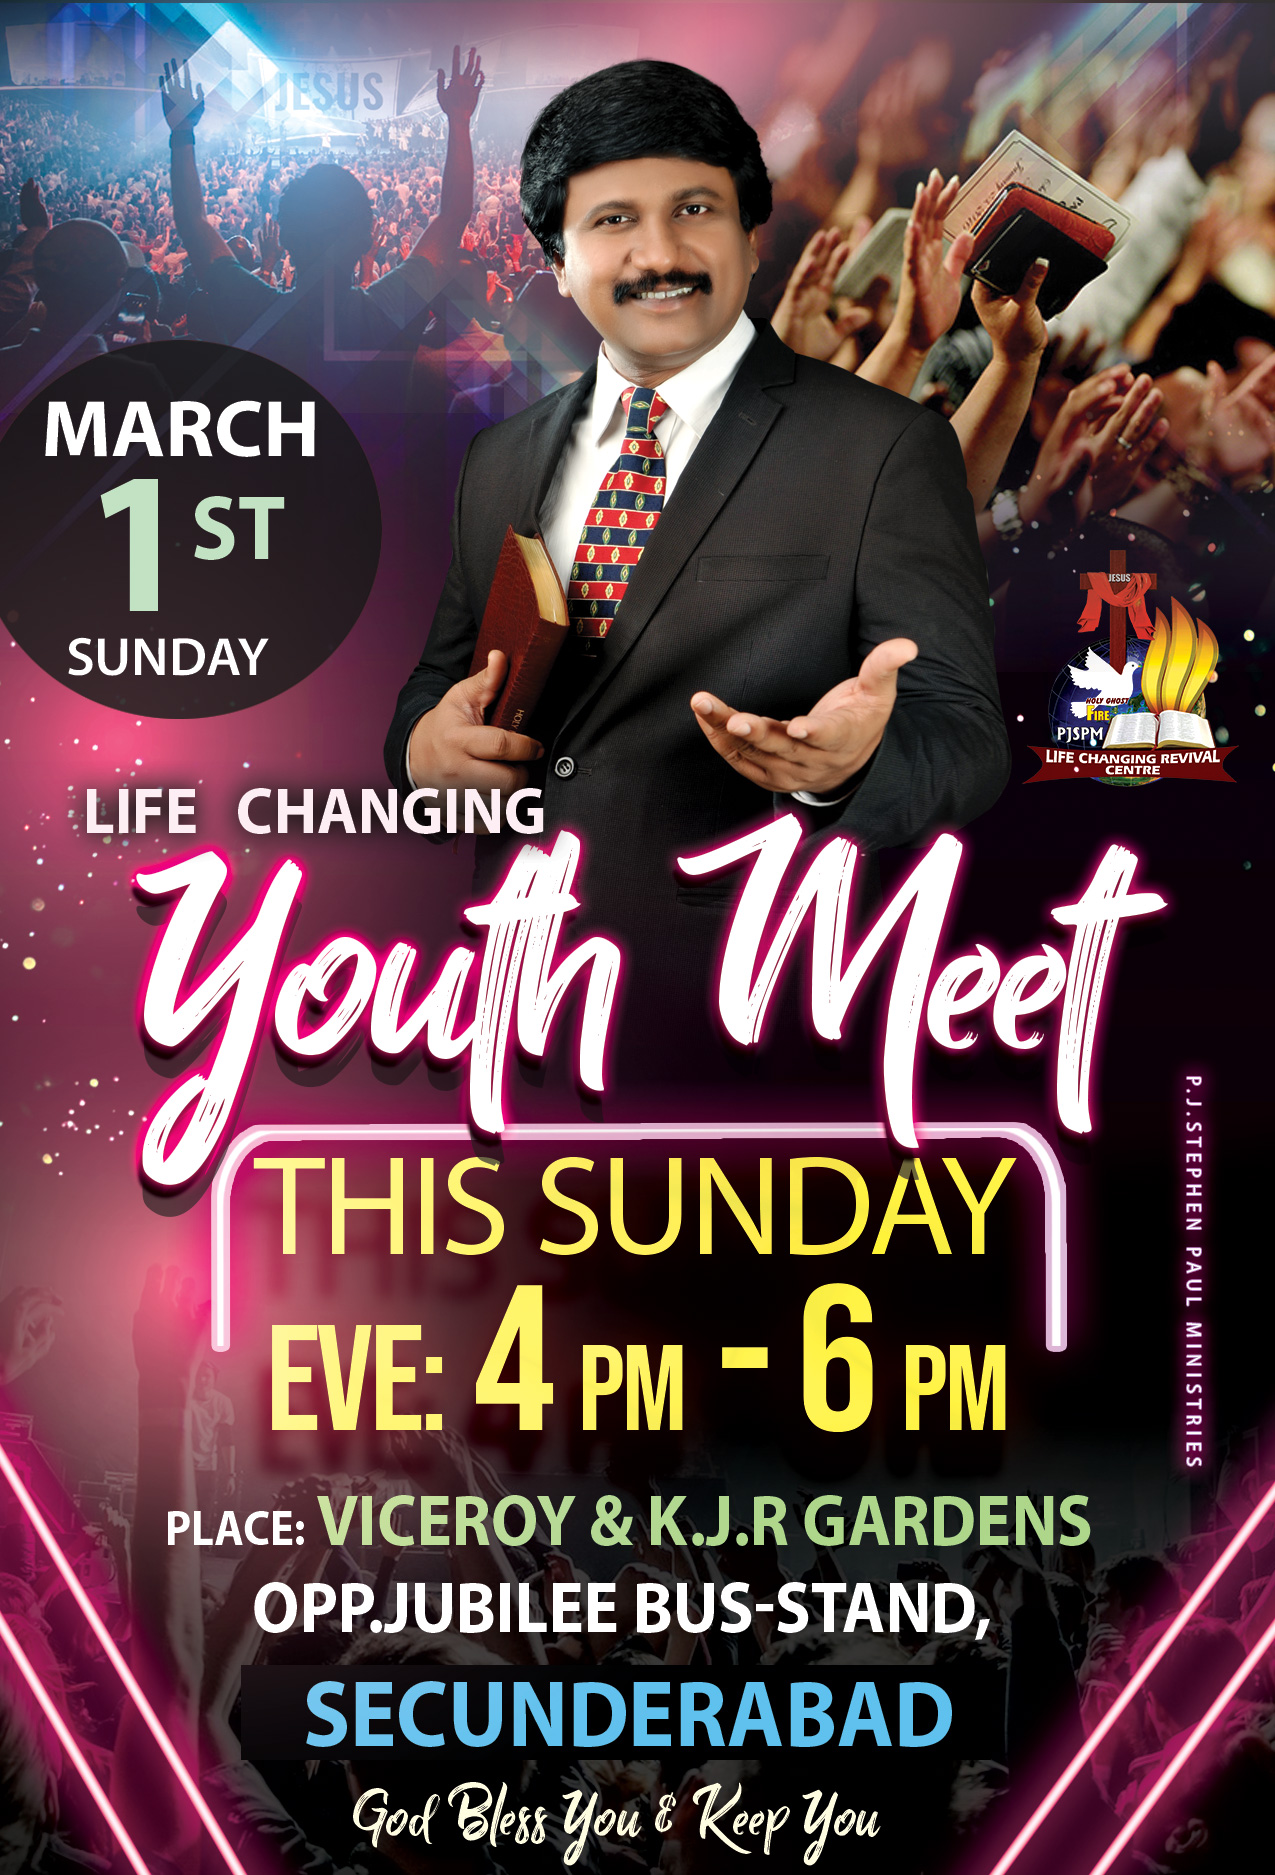 JESUS
MARCH
1ST
SUNDAY
HOLY
JESUS
HOLY GHOST
FIRE
PJSPM
LIFE CHANGING REVIVAL
CENTRE
LIFE CHANGING
Youth Meet
THIS SUNDAY
EVE: 4 PM - 6 PM
P.J.STEPHEN PAUL MINISTRIES
PLACE: VICEROY & K.J.R GARDENS
OPP.JUBILEE BUS-STAND,
SECUNDERABAD
God Bless You & Keep You